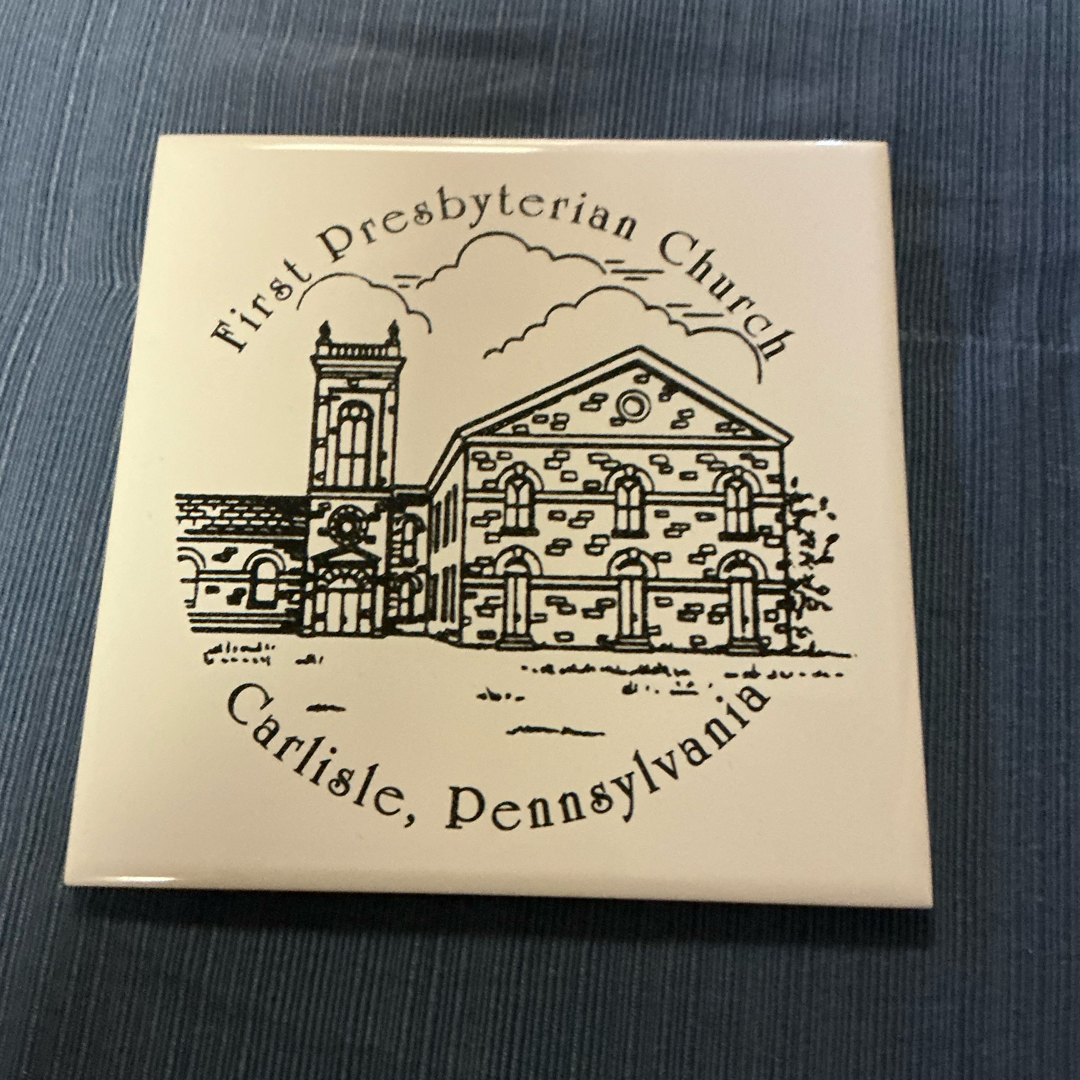 First Presbyterian Church
Carlisle, Pennsylvania